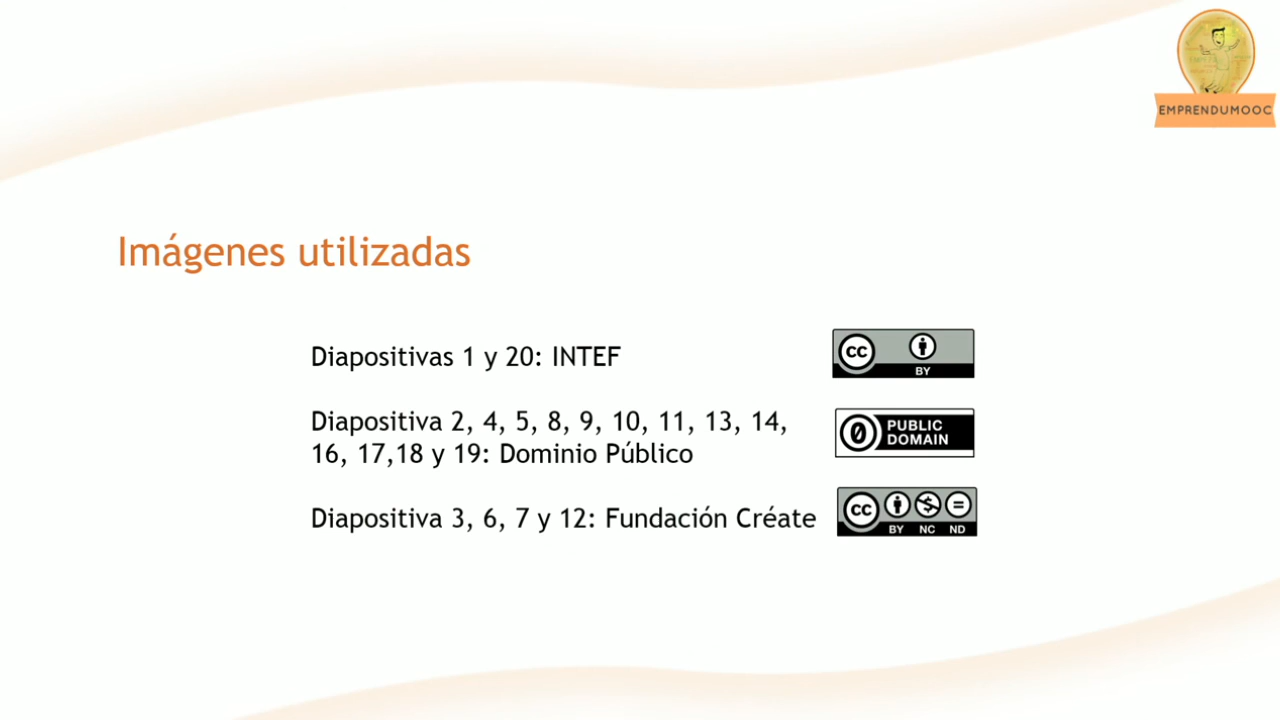 EMPRENDUMOOC
Imágenes utilizadas
Diapositivas 1 y 20: INTEF
CC BY
Diapositiva 2, 4, 5, 8, 9, 10, 11, 13, 14,
16, 17,18 y 19: Dominio Público
0 PUBLIC DOMAIN
Diapositiva 3, 6, 7 y 12: Fundación Créate
CC BY NC ND